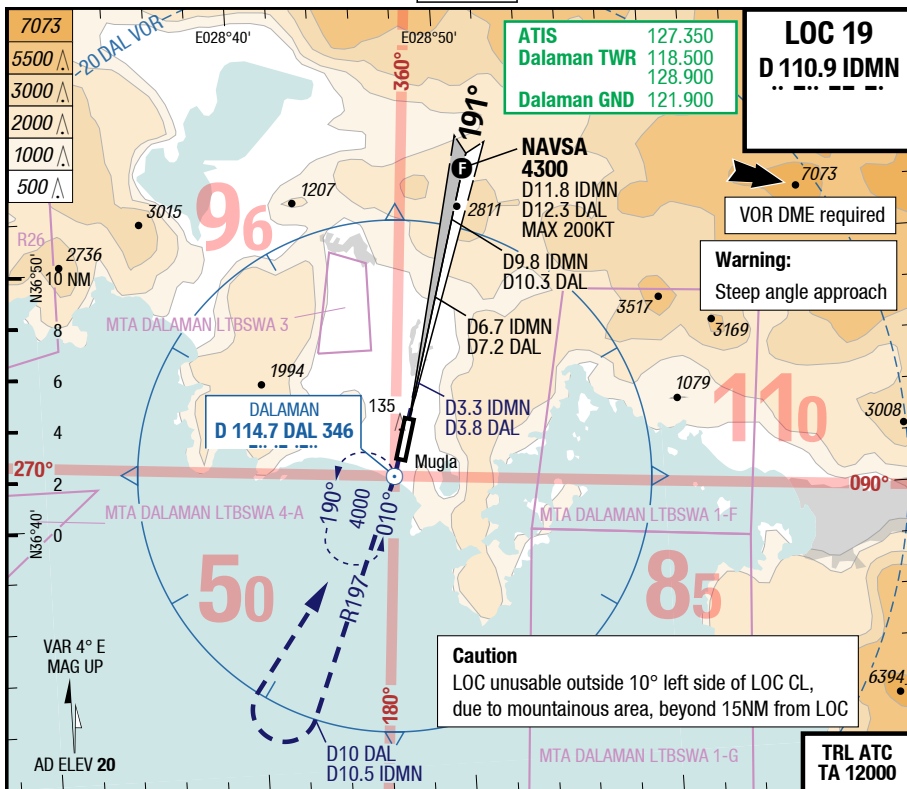 7073
5500
3000
2000
1000
500
20 DAL VOR
E028°40'
E028°50'
360°
191°
ATIS 127.350
Dalaman TWR 118.500
128.900
Dalaman GND 121.900
LOC 19
D 110.9 IDMN
F
NAVSA
4300
D11.8 IDMN
D12.3 DAL
MAX 200KT
7073
VOR DME required
Warning:
Steep angle approach
1207
2811
3015
96
R26
2736
N36°50'
10 NM
8
6
4
2
0
D9.8 IDMN
D10.3 DAL
3517
3169
MTA DALAMAN LTBSWA 3
D6.7 IDMN
D7.2 DAL
1994
1079
110
3008
135
D3.3 IDMN
D3.8 DAL
DALAMAN
D 114.7 DAL 346
Mugla
270°
090°
N36°40'
MTA DALAMAN LTBSWA 4-A
190°
4000
010°
MTA DALAMAN LTBSWA 1-F
50
R197
85
VAR 4° E
MAG UP
AD ELEV 20
180°
Caution
LOC unusable outside 10° left side of LOC CL,
due to mountainous area, beyond 15NM from LOC
6394
D10 DAL
D10.5 IDMN
MTA DALAMAN LTBSWA 1-G
TRL ATC
TA 12000